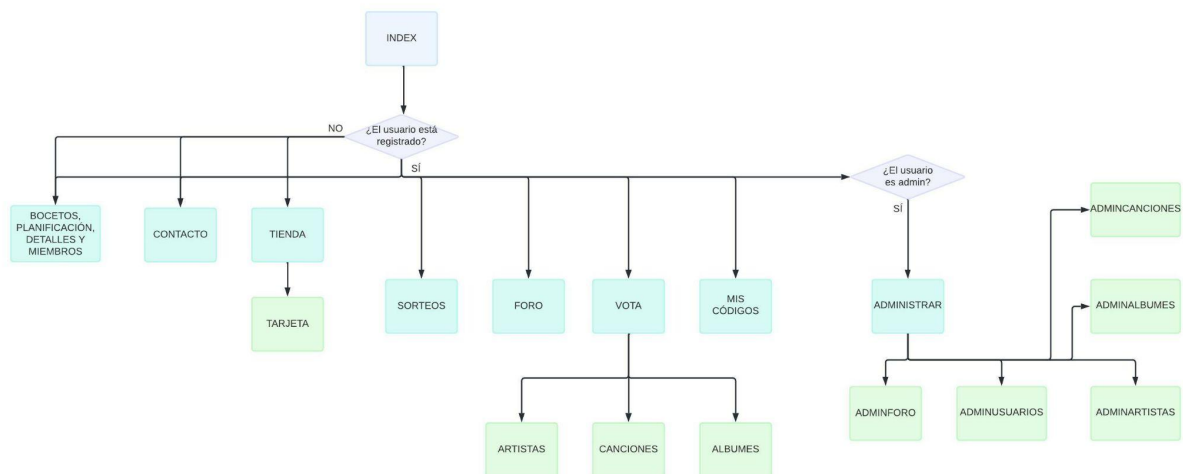 INDEX
NO
¿El usuario está
registrado?
SÍ
¿El usuario
es admin?
SÍ
BOCETOS,
PLANIFICACIÓN,
DETALLES Y
MIEMBROS
CONTACTO
TIENDA
ADMINCANCIONES
SORTEOS
FORO
VOTA
MIS
CÓDIGOS
ADMINISTRAR
ADMINALBUMES
TARJETA
ARTISTAS
CANCIONES
ALBUMES
ADMINFORO
ADMINUSUARIOS
ADMINARTISTAS